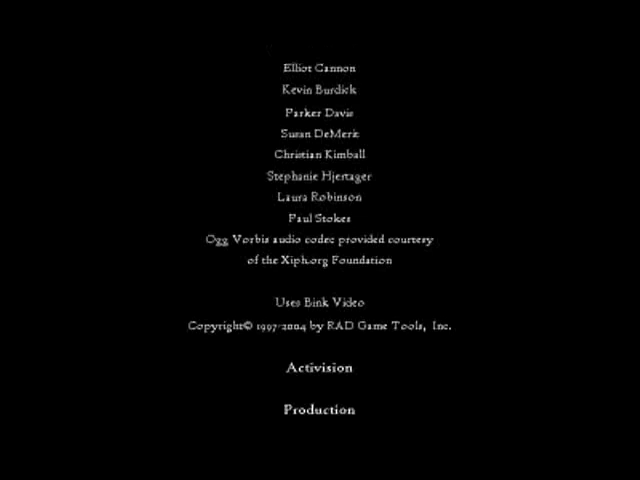 Elliot Cannon
Kevin Burdick
Parker Davis
Susan DeMerit
Christian Kimball
Stephanie Hjertager
Laura Robinson
Paul Stokes
Ogg Vorbis audio codec provided courtesy
of the Xiph.org Foundation
Uses Bink Video
Copyright© 1997-2004 by RAD Game Tools, Inc.
Activision
Production